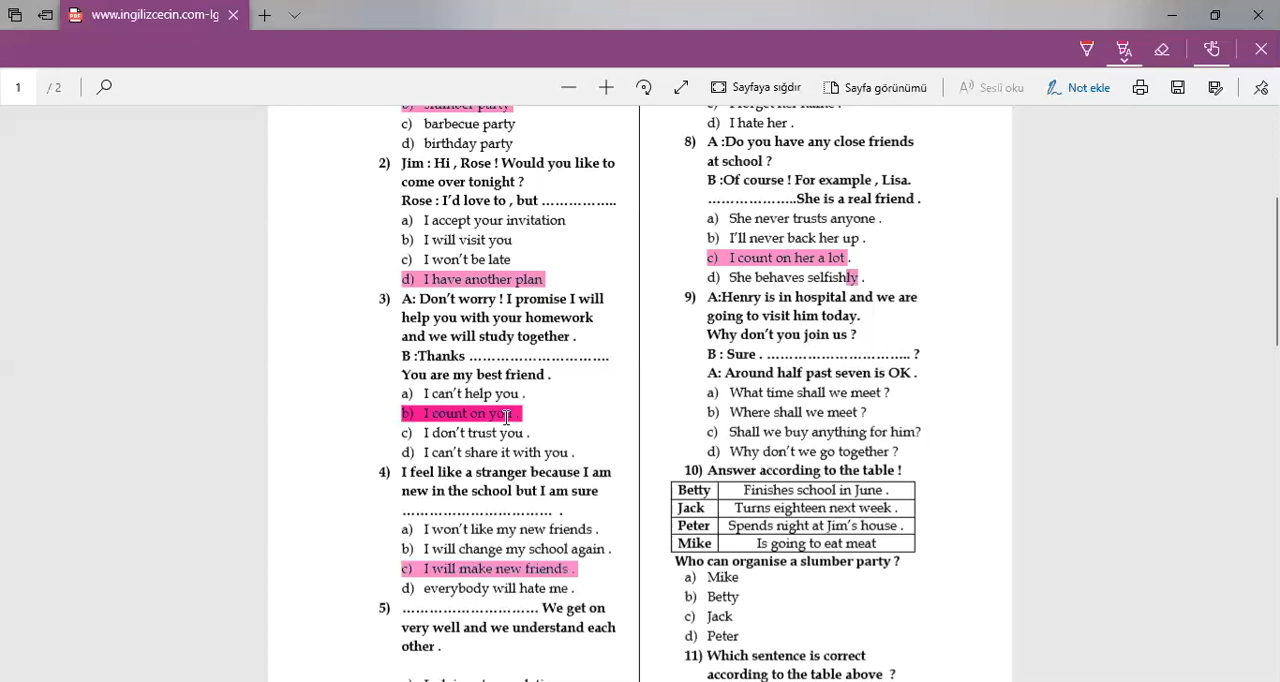 www.ingilizcecin.com-lg
1 / 2
Sayfaya sığdır
Sayfa görünümü
Sesli oku
Not ekle
b) slumber party
c) barbecue party
d) birthday party
2) Jim : Hi , Rose ! Would you like to
come over tonight ?
Rose : I’d love to , but ……………..
a) I accept your invitation
b) I will visit you
c) I won’t be late
d) I have another plan
3) A: Don’t worry ! I promise I will
help you with your homework
and we will study together .
B :Thanks ………………………….
You are my best friend .
a) I can’t help you .
b) I count on you .
c) I don’t trust you .
d) I can’t share it with you .
4) I feel like a stranger because I am
new in the school but I am sure
………………………… .
a) I won’t like my new friends .
b) I will change my school again .
c) I will make new friends .
d) everybody will hate me .
5) ………………………… We get on
very well and we understand each
other .
c) I forget her name .
d) I hate her .
8) A :Do you have any close friends
at school ?
B :Of course ! For example , Lisa.
………………..She is a real friend .
a) She never trusts anyone .
b) I’ll never back her up .
c) I count on her a lot .
d) She behaves selfishly .
9) A:Henry is in hospital and we are
going to visit him today.
Why don’t you join us ?
B : Sure . ………………………….. ?
A: Around half past seven is OK .
a) What time shall we meet ?
b) Where shall we meet ?
c) Shall we buy anything for him?
d) Why don’t we go together ?
10) Answer according to the table !
Betty Finishes school in June .
Jack Turns eighteen next week .
Peter Spends night at Jim’s house .
Mike Is going to eat meat
Who can organise a slumber party ?
a) Mike
b) Betty
c) Jack
d) Peter
11) Which sentence is correct
according to the table above ?